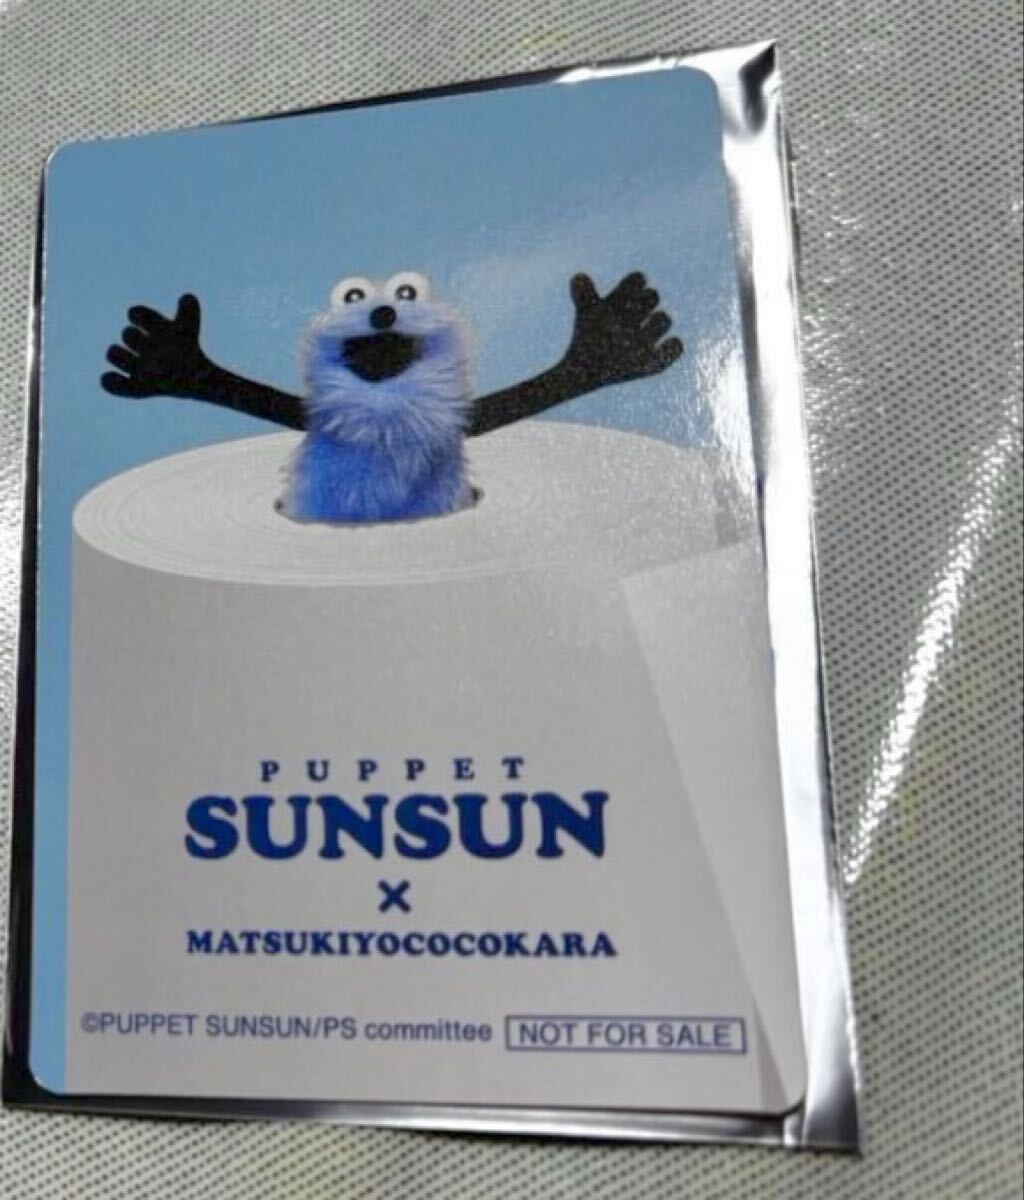 PUPPET
SUNSUN
×
MATSUKIYOCOCOKARA
©PUPPET SUNSUN/PS committee NOT FOR SALE